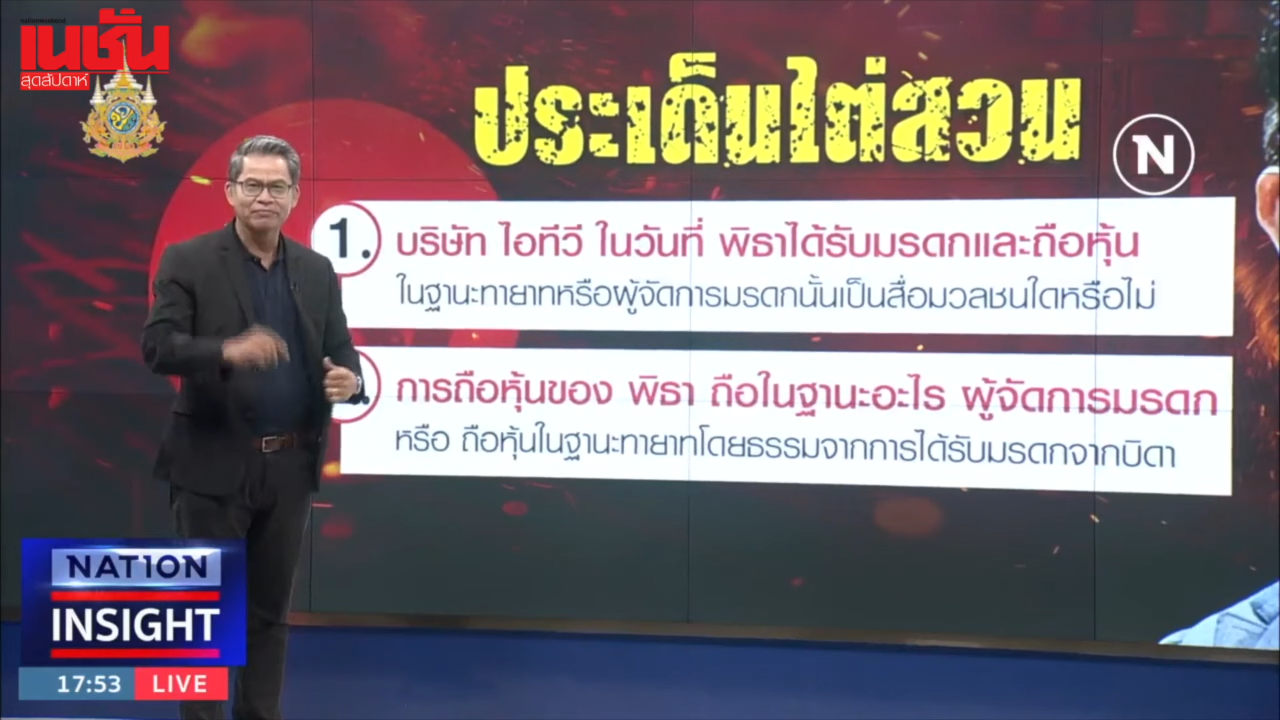 เนชั่น
สุดสัปดาห์
ประเด็นไต่สวน
N
1. บริษัท ไอทีวี ในวันที่ พิธาได้รับมรดกและถือหุ้น
ในฐานะทายาทหรือผู้จัดการมรดกนั้นเป็นสื่อมวลชนใดหรือไม่
การถือหุ้นของ พิธา ถือในฐานะอะไร ผู้จัดการมรดก
หรือ ถือหุ้นในฐานะทายาทโดยธรรมจากการได้รับมรดกจากบิดา
NATION
INSIGHT
17:53 LIVE